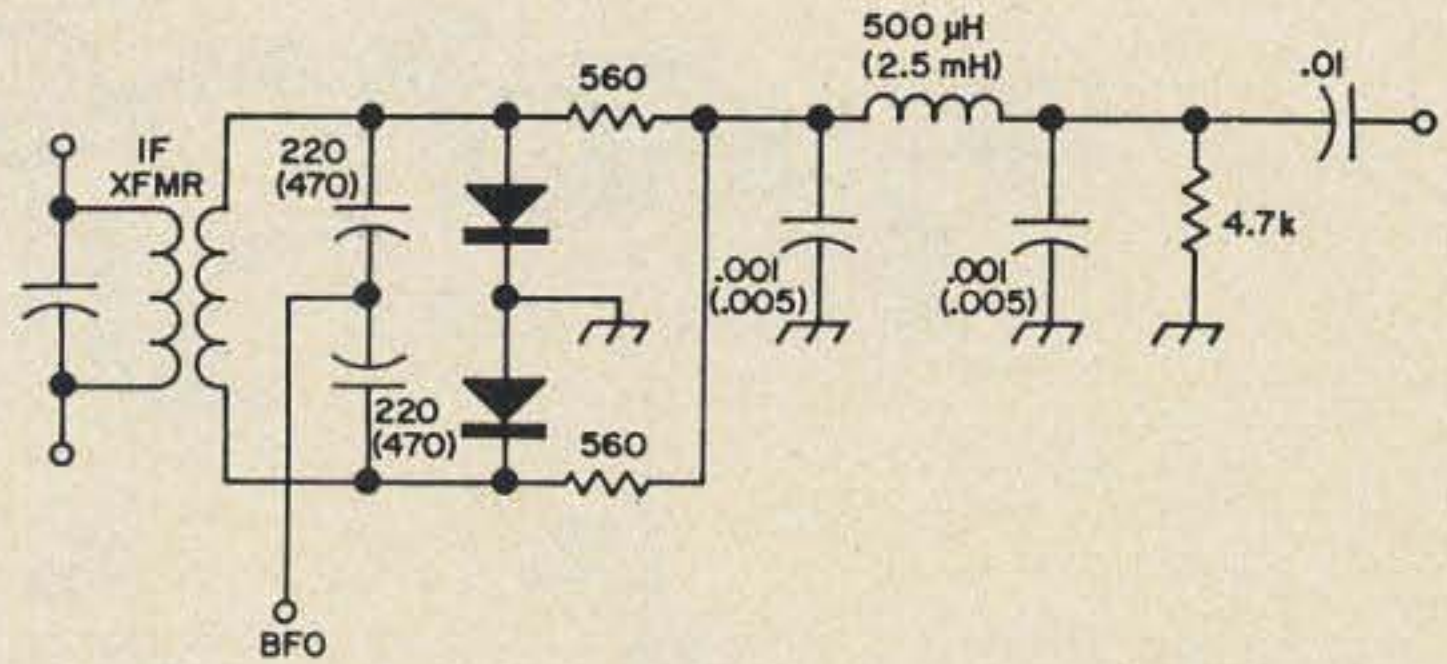 IF
XFMR
220
(470)
560
500 µH
(2.5 mH)
.01
.001
(.005)
.001
(.005)
4.7k
220
(470)
560
BFO